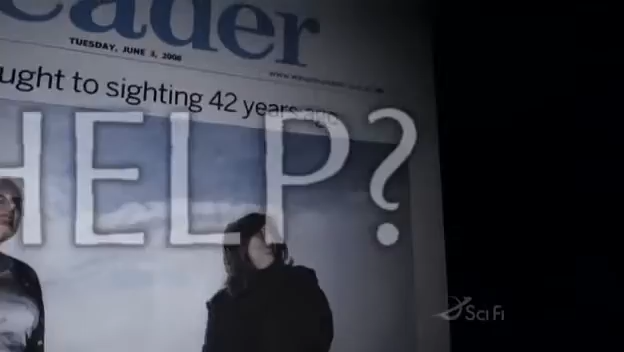 eader
TUESDAY, JUNE 3, 2008
ught to sighting 42 years ago
HELP?
Sci Fi